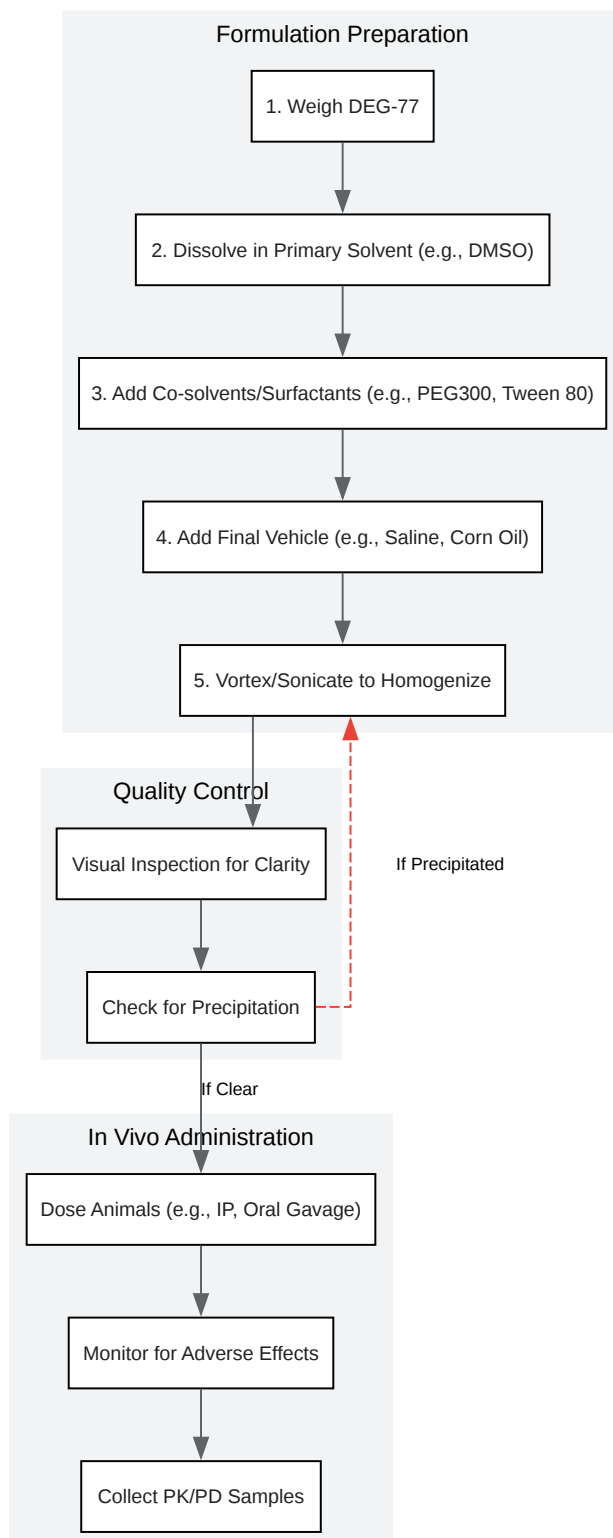 Formulation Preparation
1. Weigh DEG-77
2. Dissolve in Primary Solvent (e.g., DMSO)
3. Add Co-solvents/Surfactants (e.g., PEG300, Tween 80)
4. Add Final Vehicle (e.g., Saline, Corn Oil)
5. Vortex/Sonicate to Homogenize
Quality Control
Visual Inspection for Clarity
If Precipitated
Check for Precipitation
If Clear
In Vivo Administration
Dose Animals (e.g., IP, Oral Gavage)
Monitor for Adverse Effects
Collect PK/PD Samples